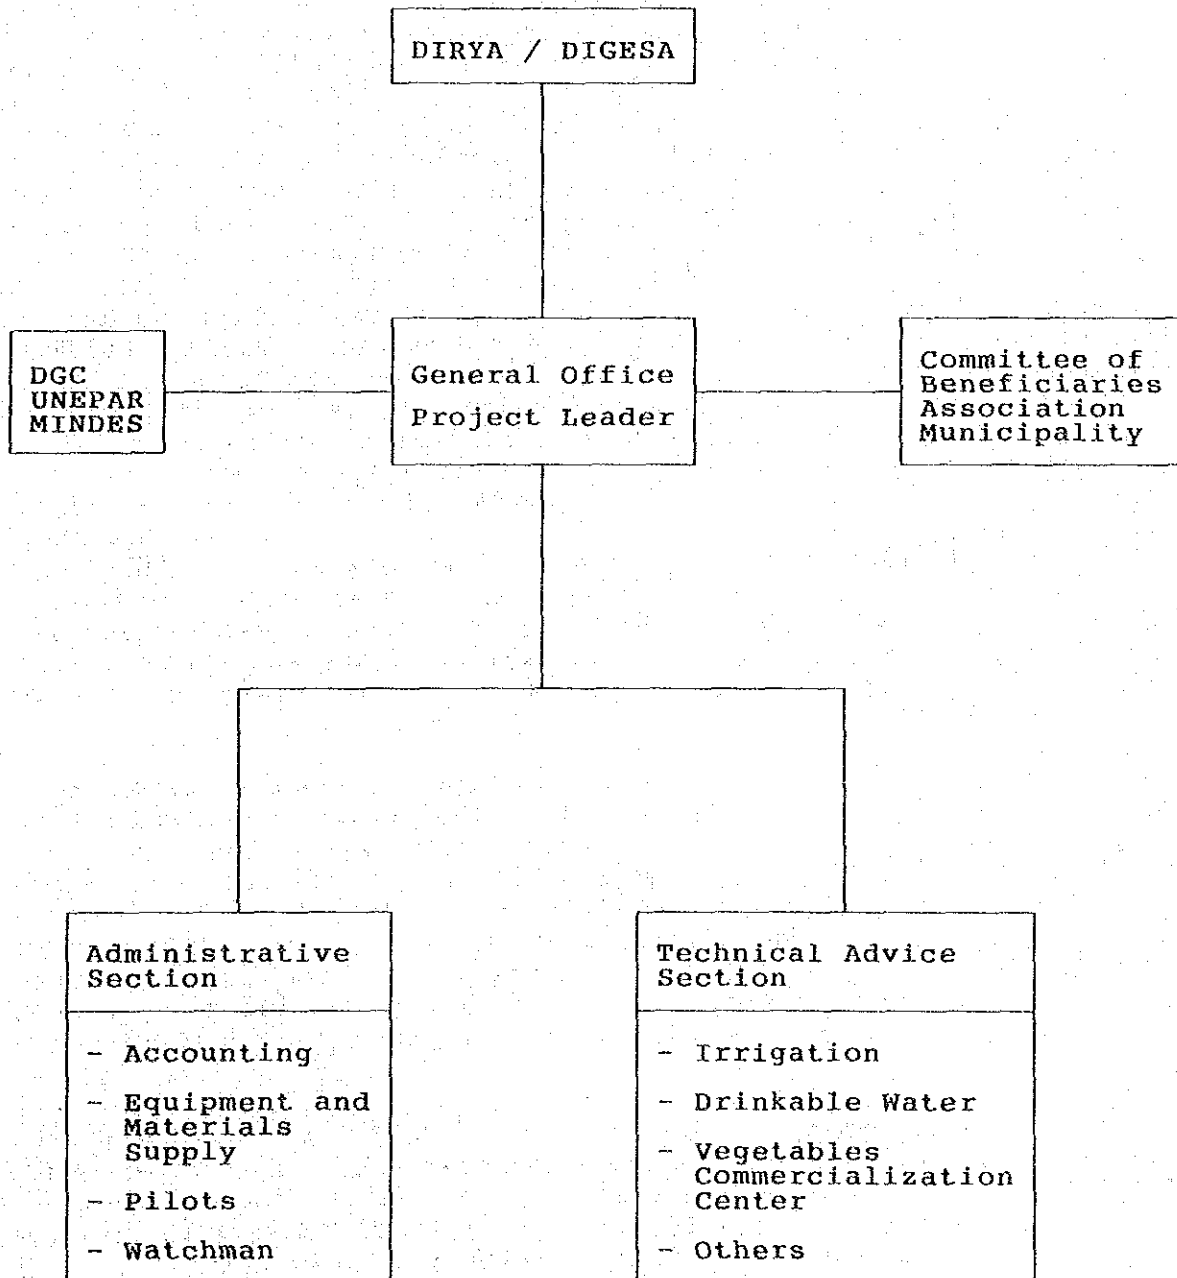 DIRYA / DIGESA
DGC
UNEPAR
MINDES
General Office
Project Leader
Committee of
Beneficiaries
Association
Municipality
Administrative
Section
- Accounting
- Equipment and
Materials
Supply
- Pilots
- Watchman
Technical Advice
Section
- Irrigation
- Drinkable Water
- Vegetables
Commercialization
Center
- Others